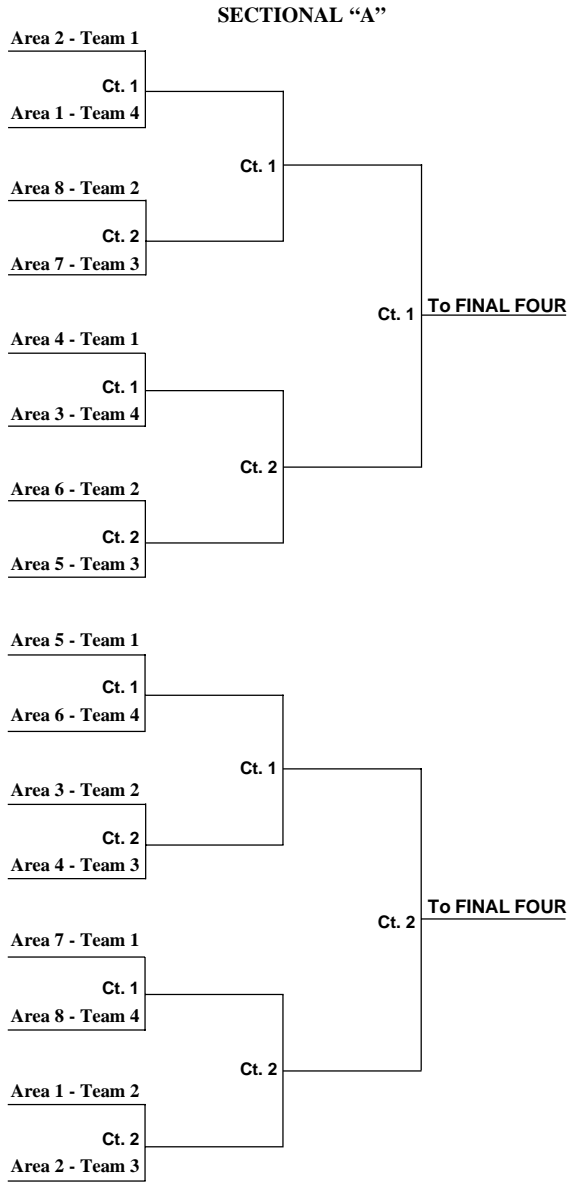 SECTIONAL “A”
Area 2 - Team 1
Ct. 1
Area 1 - Team 4
Ct. 1
Area 8 - Team 2
Ct. 2
Area 7 - Team 3
Ct. 1
To FINAL FOUR
Area 4 - Team 1
Ct. 1
Area 3 - Team 4
Ct. 2
Area 6 - Team 2
Ct. 2
Area 5 - Team 3
Area 5 - Team 1
Ct. 1
Area 6 - Team 4
Ct. 1
Area 3 - Team 2
Ct. 2
Area 4 - Team 3
Ct. 2
To FINAL FOUR
Area 7 - Team 1
Ct. 1
Area 8 - Team 4
Ct. 2
Area 1 - Team 2
Ct. 2
Area 2 - Team 3